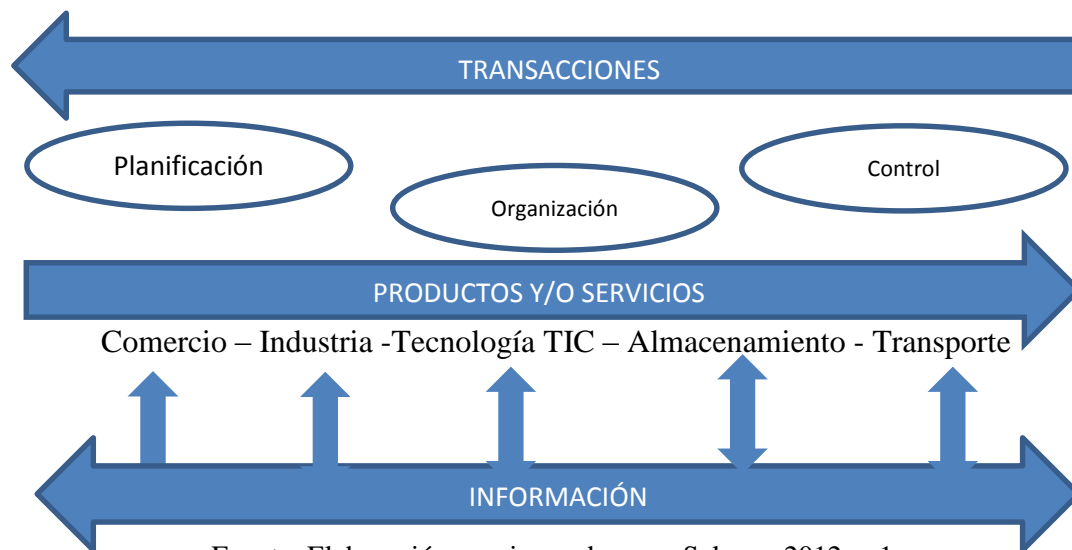 TRANSACCIONES
Planificación
Organización
Control
PRODUCTOS Y/O SERVICIOS
Comercio – Industria -Tecnología TIC – Almacenamiento - Transporte
INFORMACIÓN